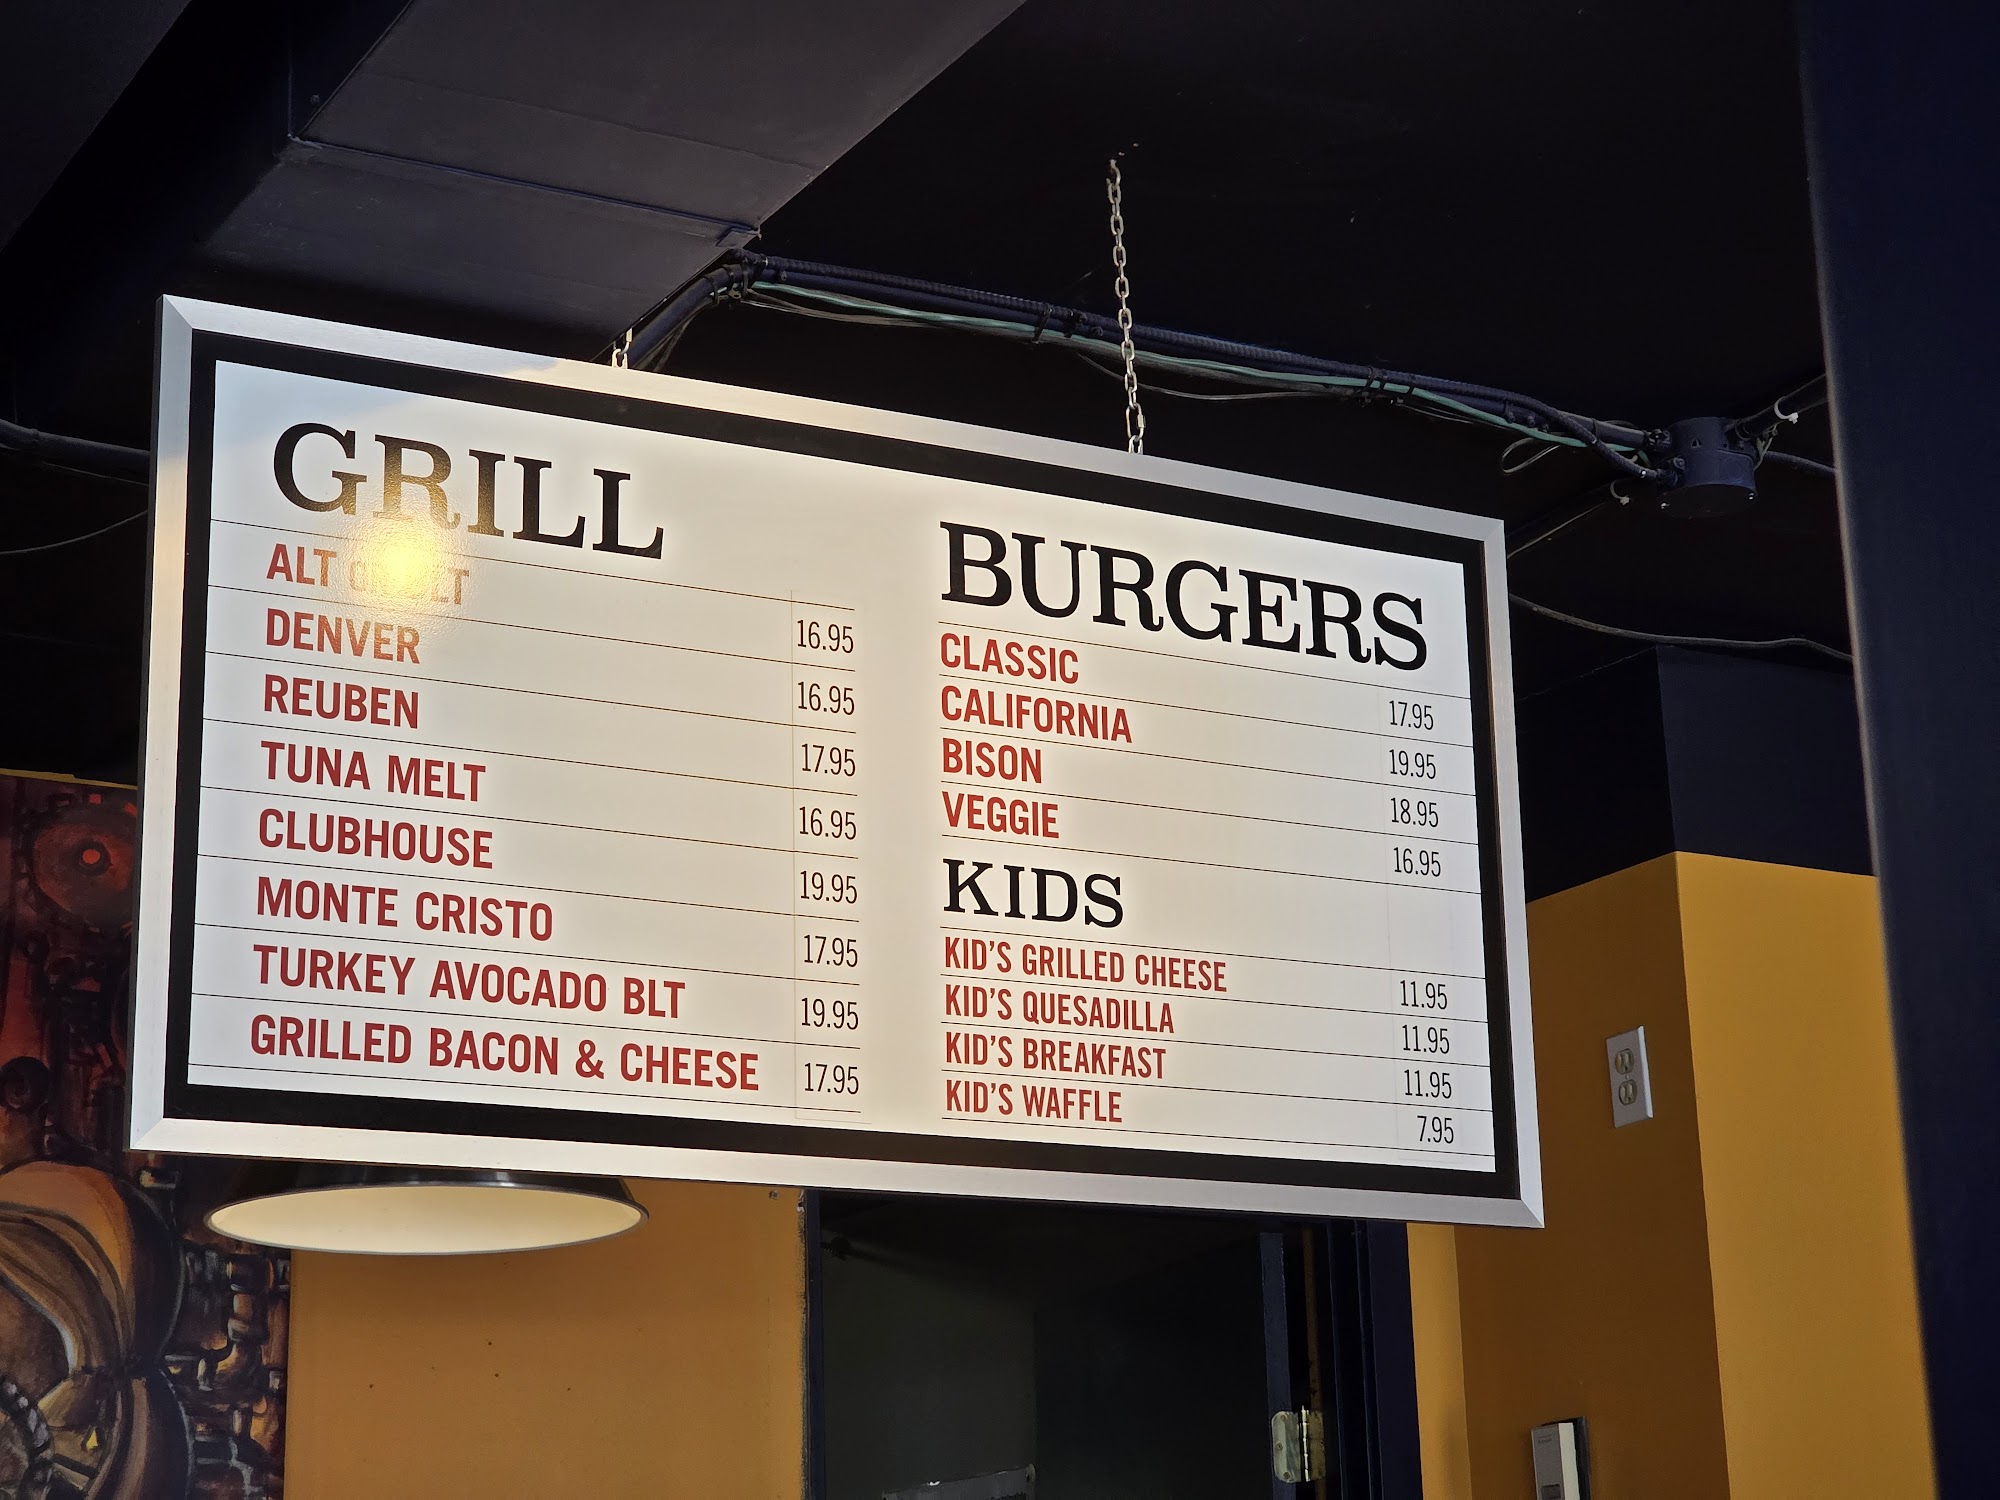 GRILL
ALT
DENVER 16.95
REUBEN 16.95
TUNA MELT 17.95
CLUBHOUSE 16.95
MONTE CRISTO 19.95
TURKEY AVOCADO BLT 17.95
GRILLED BACON & CHEESE 19.95
17.95
BURGERS
CLASSIC 17.95
CALIFORNIA 19.95
BISON 18.95
VEGGIE 16.95
KIDS
KID'S GRILLED CHEESE 11.95
KID'S QUESADILLA 11.95
KID'S BREAKFAST 11.95
KID'S WAFFLE 7.95